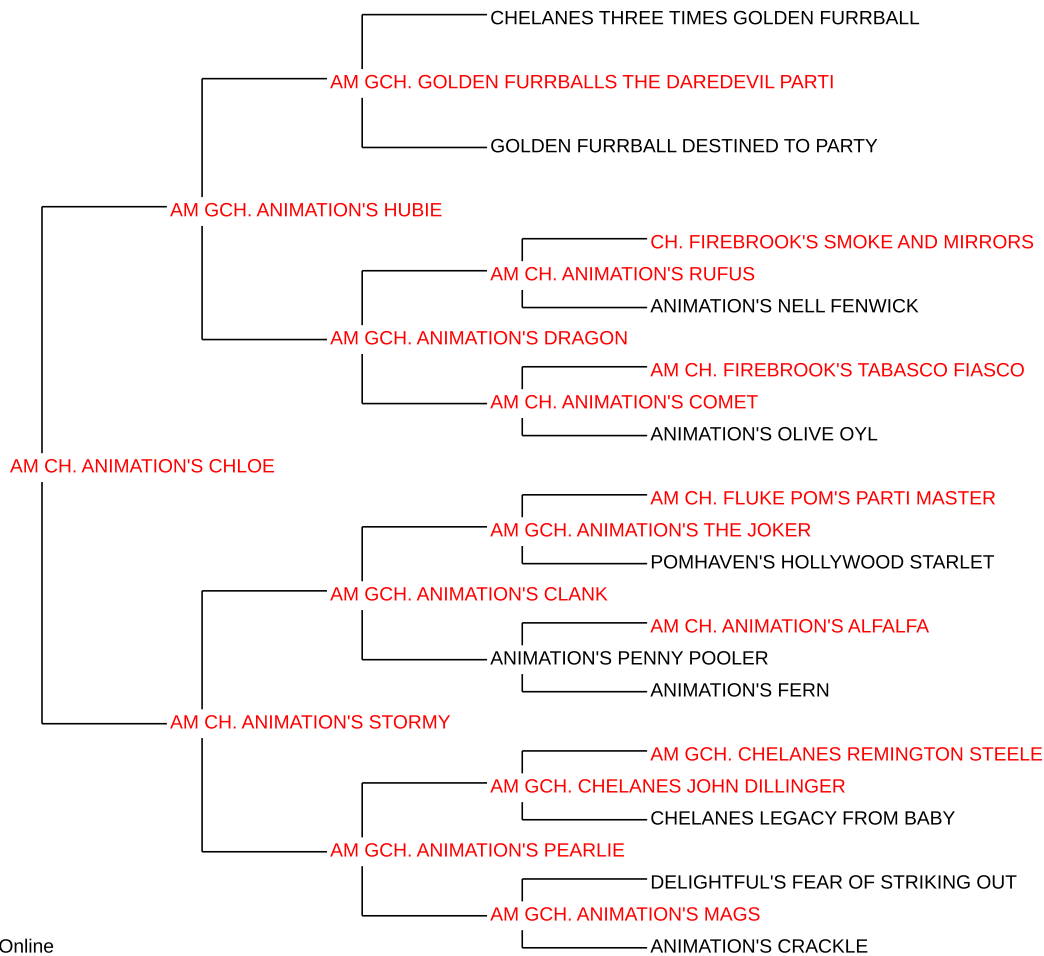 CHELANES THREE TIMES GOLDEN FURRBALL
AM GCH. GOLDEN FURRBALLS THE DAREDEVIL PARTI
GOLDEN FURRBALL DESTINED TO PARTY
AM GCH. ANIMATION'S HUBIE
CH. FIREBROOK'S SMOKE AND MIRRORS
AM CH. ANIMATION'S RUFUS
ANIMATION'S NELL FENWICK
AM GCH. ANIMATION'S DRAGON
AM CH. FIREBROOK'S TABASCO FIASCO
AM CH. ANIMATION'S COMET
ANIMATION'S OLIVE OYL
AM CH. ANIMATION'S CHLOE
AM CH. FLUKE POM'S PARTI MASTER
AM GCH. ANIMATION'S THE JOKER
POMHAVEN'S HOLLYWOOD STARLET
AM GCH. ANIMATION'S CLANK
AM CH. ANIMATION'S ALFALFA
ANIMATION'S PENNY POOLER
ANIMATION'S FERN
AM CH. ANIMATION'S STORMY
AM GCH. CHELANES REMINGTON STEELE
AM GCH. CHELANES JOHN DILLINGER
CHELANES LEGACY FROM BABY
AM GCH. ANIMATION'S PEARLIE
DELIGHTFUL'S FEAR OF STRIKING OUT
AM GCH. ANIMATION'S MAGS
ANIMATION'S CRACKLE
Online